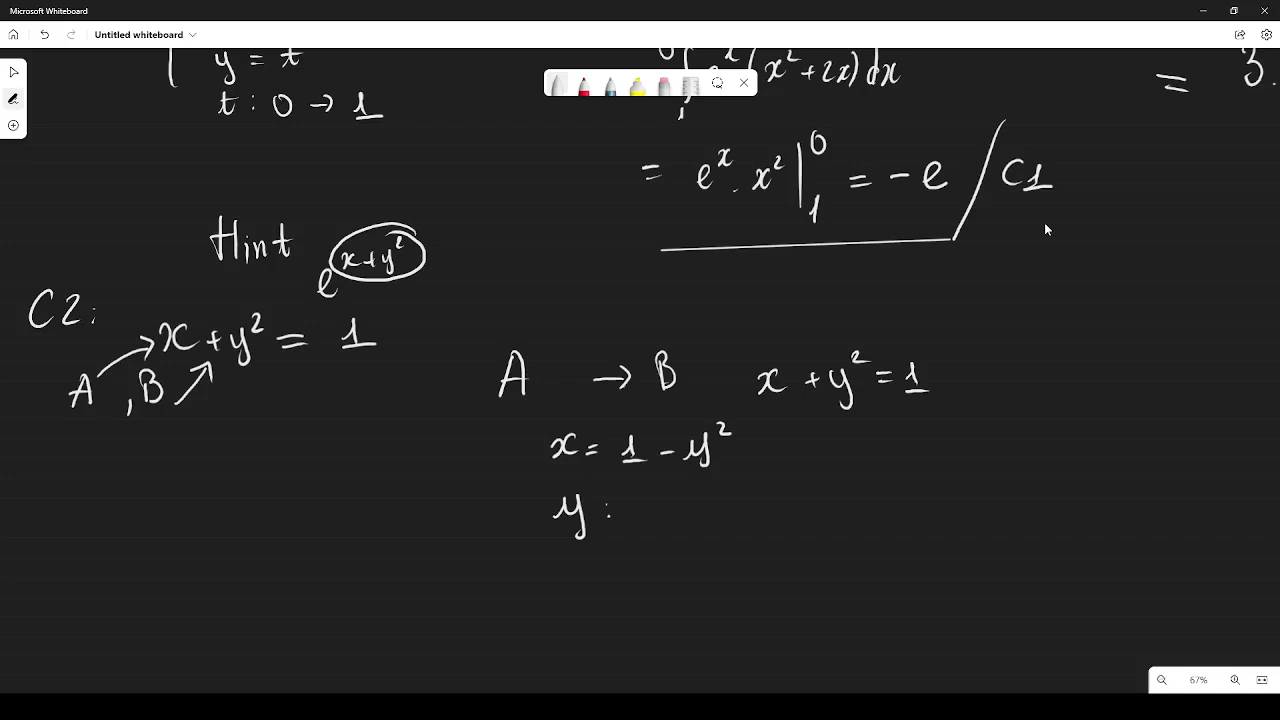 Microsoft Whiteboard
Untitled whiteboard
y = t
t : 0 → 1
(x² + 2x) dx
= 3
= e^x . x² |₁⁰ = - e / C1
Hint e^(x+y²)
C2:
x + y² = 1
A , B
A → B x + y² = 1
x = 1 - y²
y :
67%